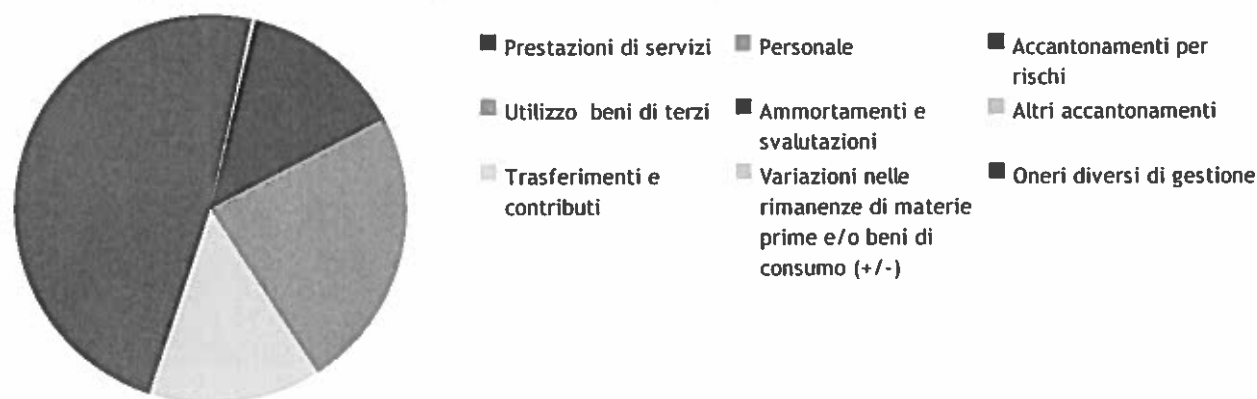 Prestazioni di servizi
Personale
Accantonamenti per
rischi
Utilizzo beni di terzi
Ammortamenti e
svalutazioni
Altri accantonamenti
Trasferimenti e
contributi
Variazioni nelle
rimanenze di materie
prime e/o beni di
consumo (+/-)
Oneri diversi di gestione